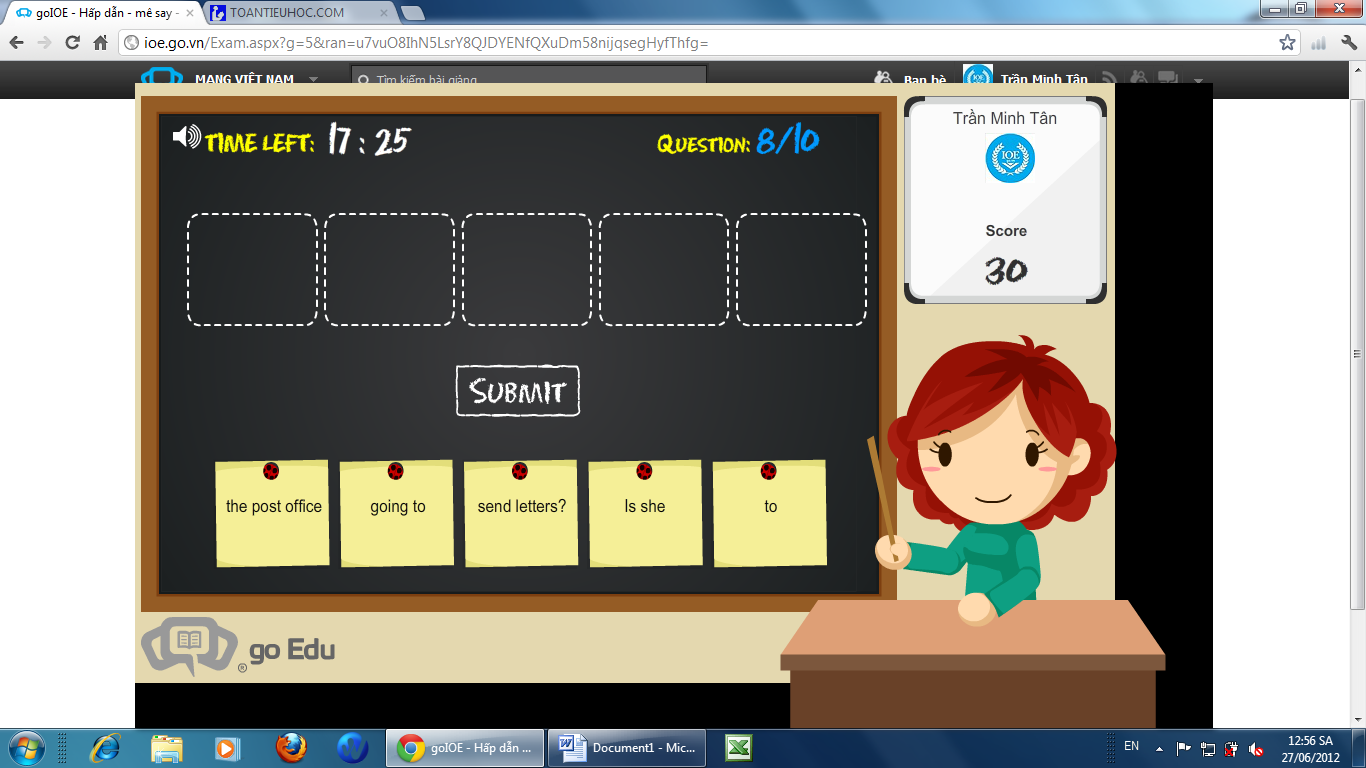 goIOE - Hấp dẫn - mê say -
TOANTIEUHOC.COM
ioe.go.vn/Exam.aspx?g=5&ran=u7vuO8IhN5LsrY8QJDYENfQXuDm58nijqsegHyfThfg=
MẠNG VIỆT NAM
Tìm kiếm bài giảng
Bạn bè
Trần Minh Tân
TIME LEFT: 17 : 25
QUESTION: 8/10
Trần Minh Tân
IOE
Score
30
SUBMIT
the post office
going to
send letters?
Is she
to
go Edu
goIOE - Hấp dẫn ...
Document1 - Mic...
EN
12:56 SA
27/06/2012